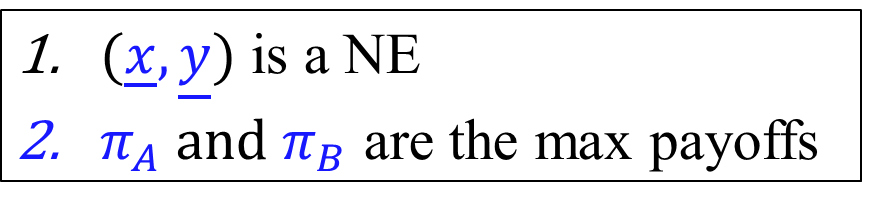 1. (x, y) is a NE
2. π_A and π_B are the max payoffs